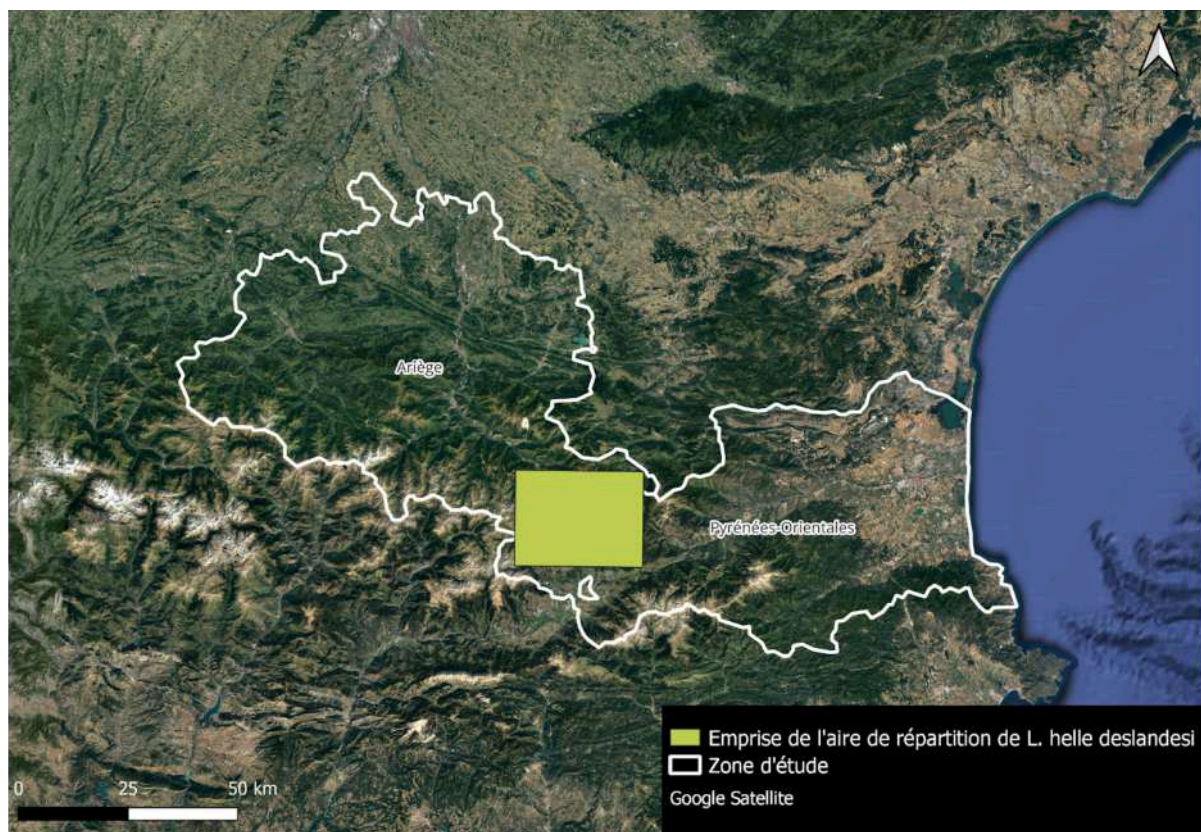 Ariège
Pyrénées-Orientales
Emprise de l'aire de répartition de L. helle deslandesi
Zone d'étude
Google Satellite
0 25 50 km